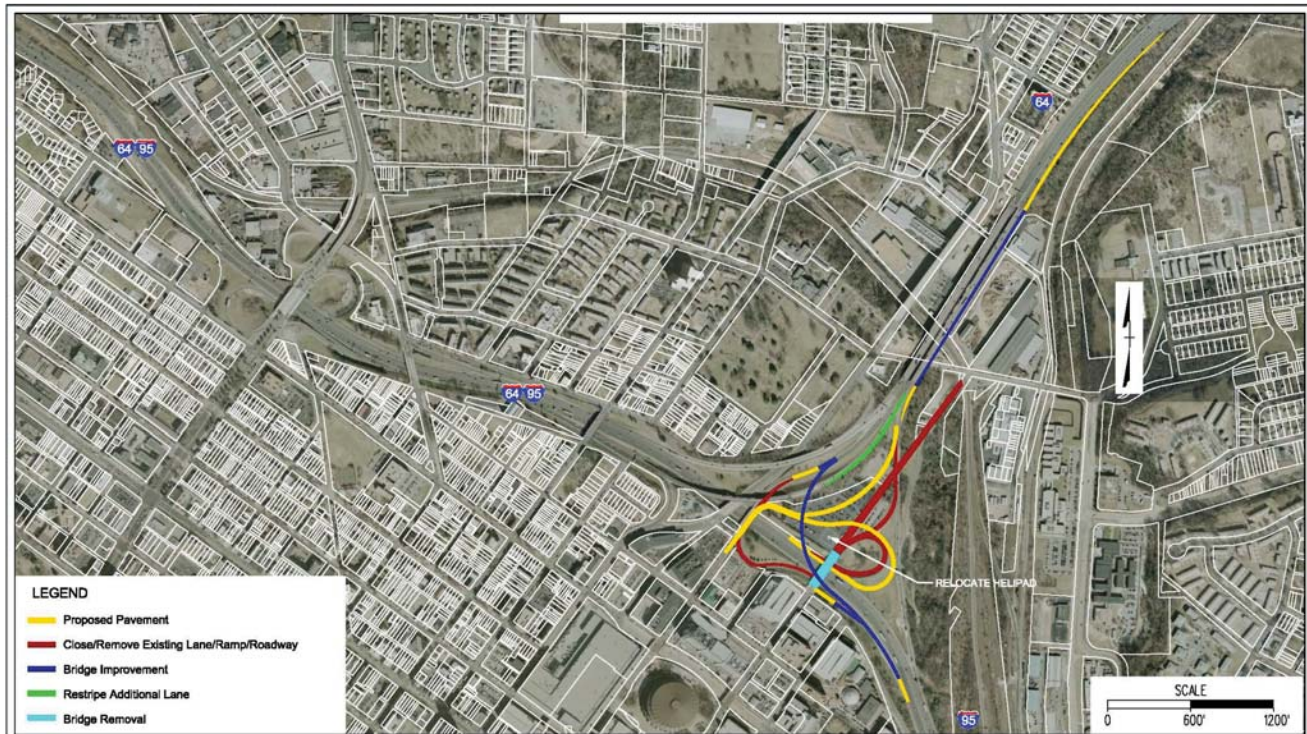 64
64 95
64 95
RELOCATE HELIPAD
LEGEND
Proposed Pavement
Close/Remove Existing Lane/Ramp/Roadway
Bridge Improvement
Restripe Additional Lane
Bridge Removal
95
SCALE
0 600' 1200'